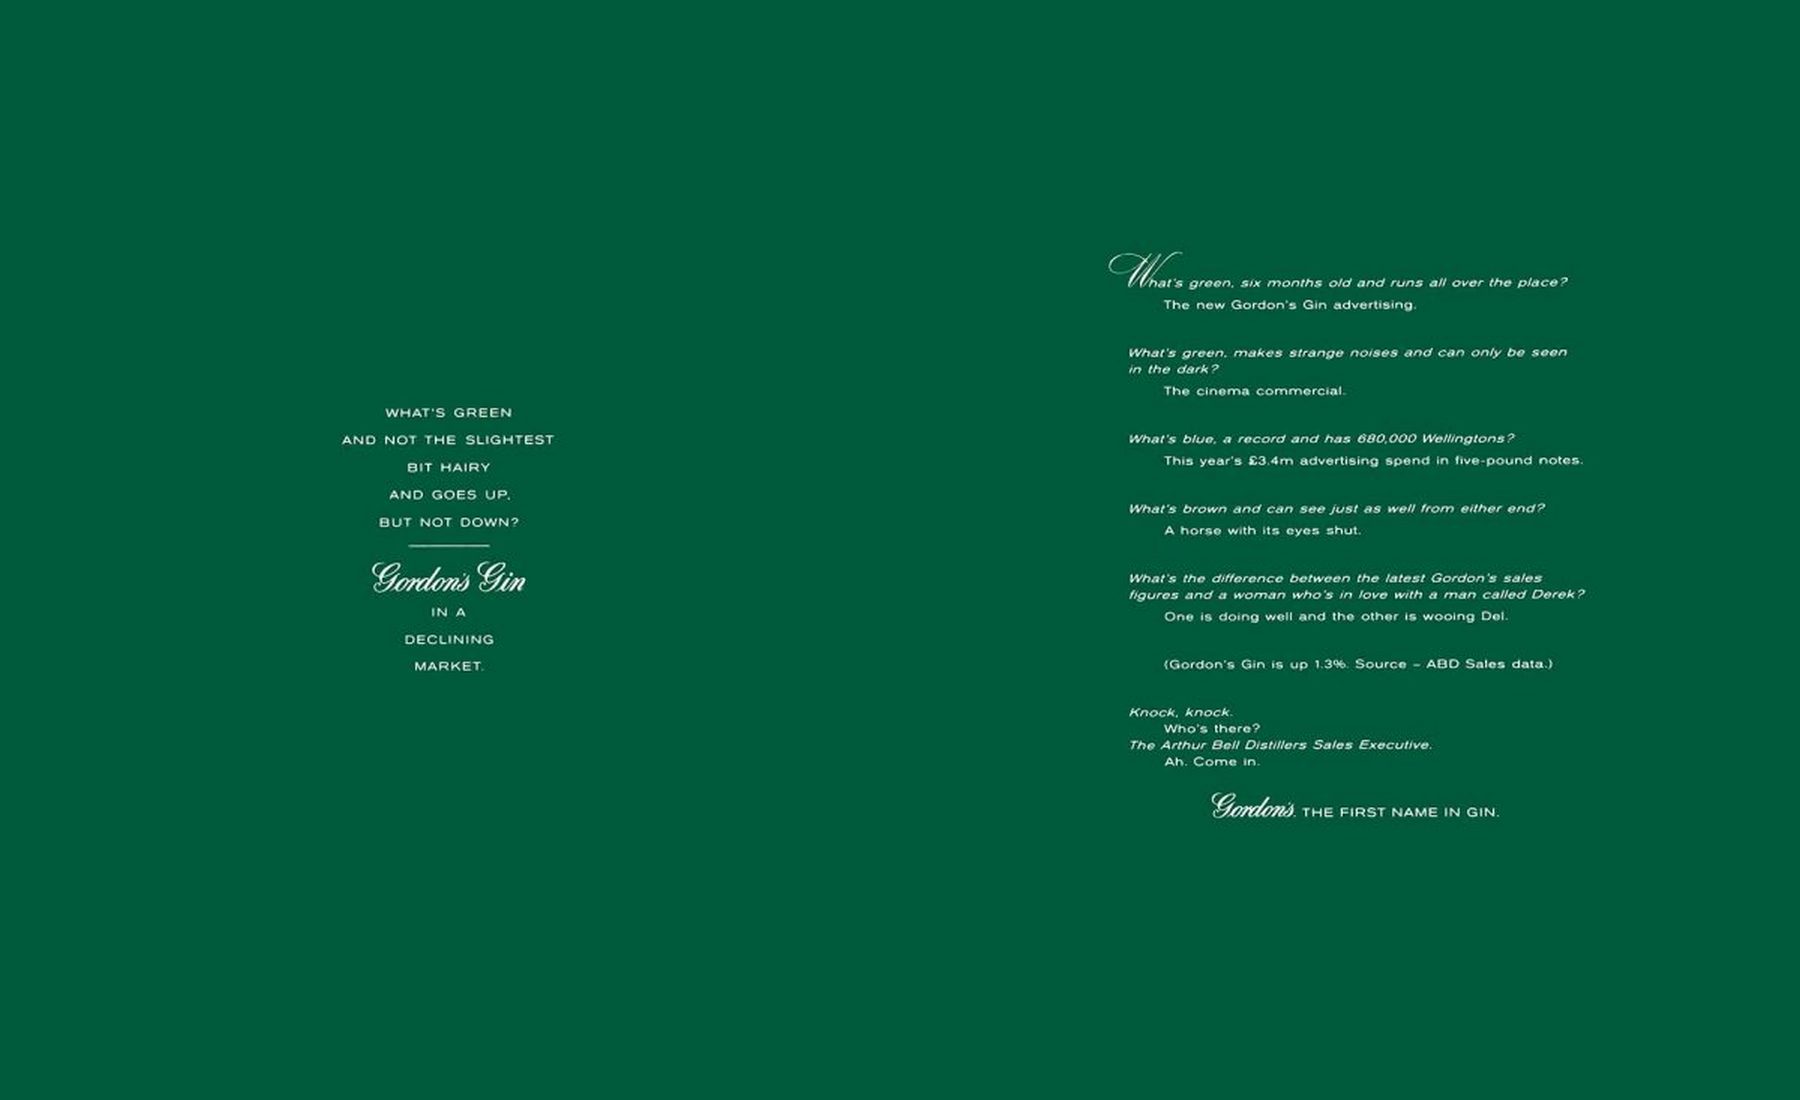 WHAT'S GREEN
AND NOT THE SLIGHTEST
BIT HAIRY
AND GOES UP,
BUT NOT DOWN?
Gordon's Gin
IN A
DECLINING
MARKET.
What's green, six months old and runs all over the place?
The new Gordon's Gin advertising.
What's green, makes strange noises and can only be seen
in the dark?
The cinema commercial.
What's blue, a record and has 680,000 Wellingtons?
This year's £3.4m advertising spend in five-pound notes.
What's brown and can see just as well from either end?
A horse with its eyes shut.
What's the difference between the latest Gordon's sales
figures and a woman who's in love with a man called Derek?
One is doing well and the other is wooing Del.
(Gordon's Gin is up 1.3%. Source – ABD Sales data.)
Knock, knock.
Who's there?
The Arthur Bell Distillers Sales Executive.
Ah. Come in.
Gordon's. THE FIRST NAME IN GIN.